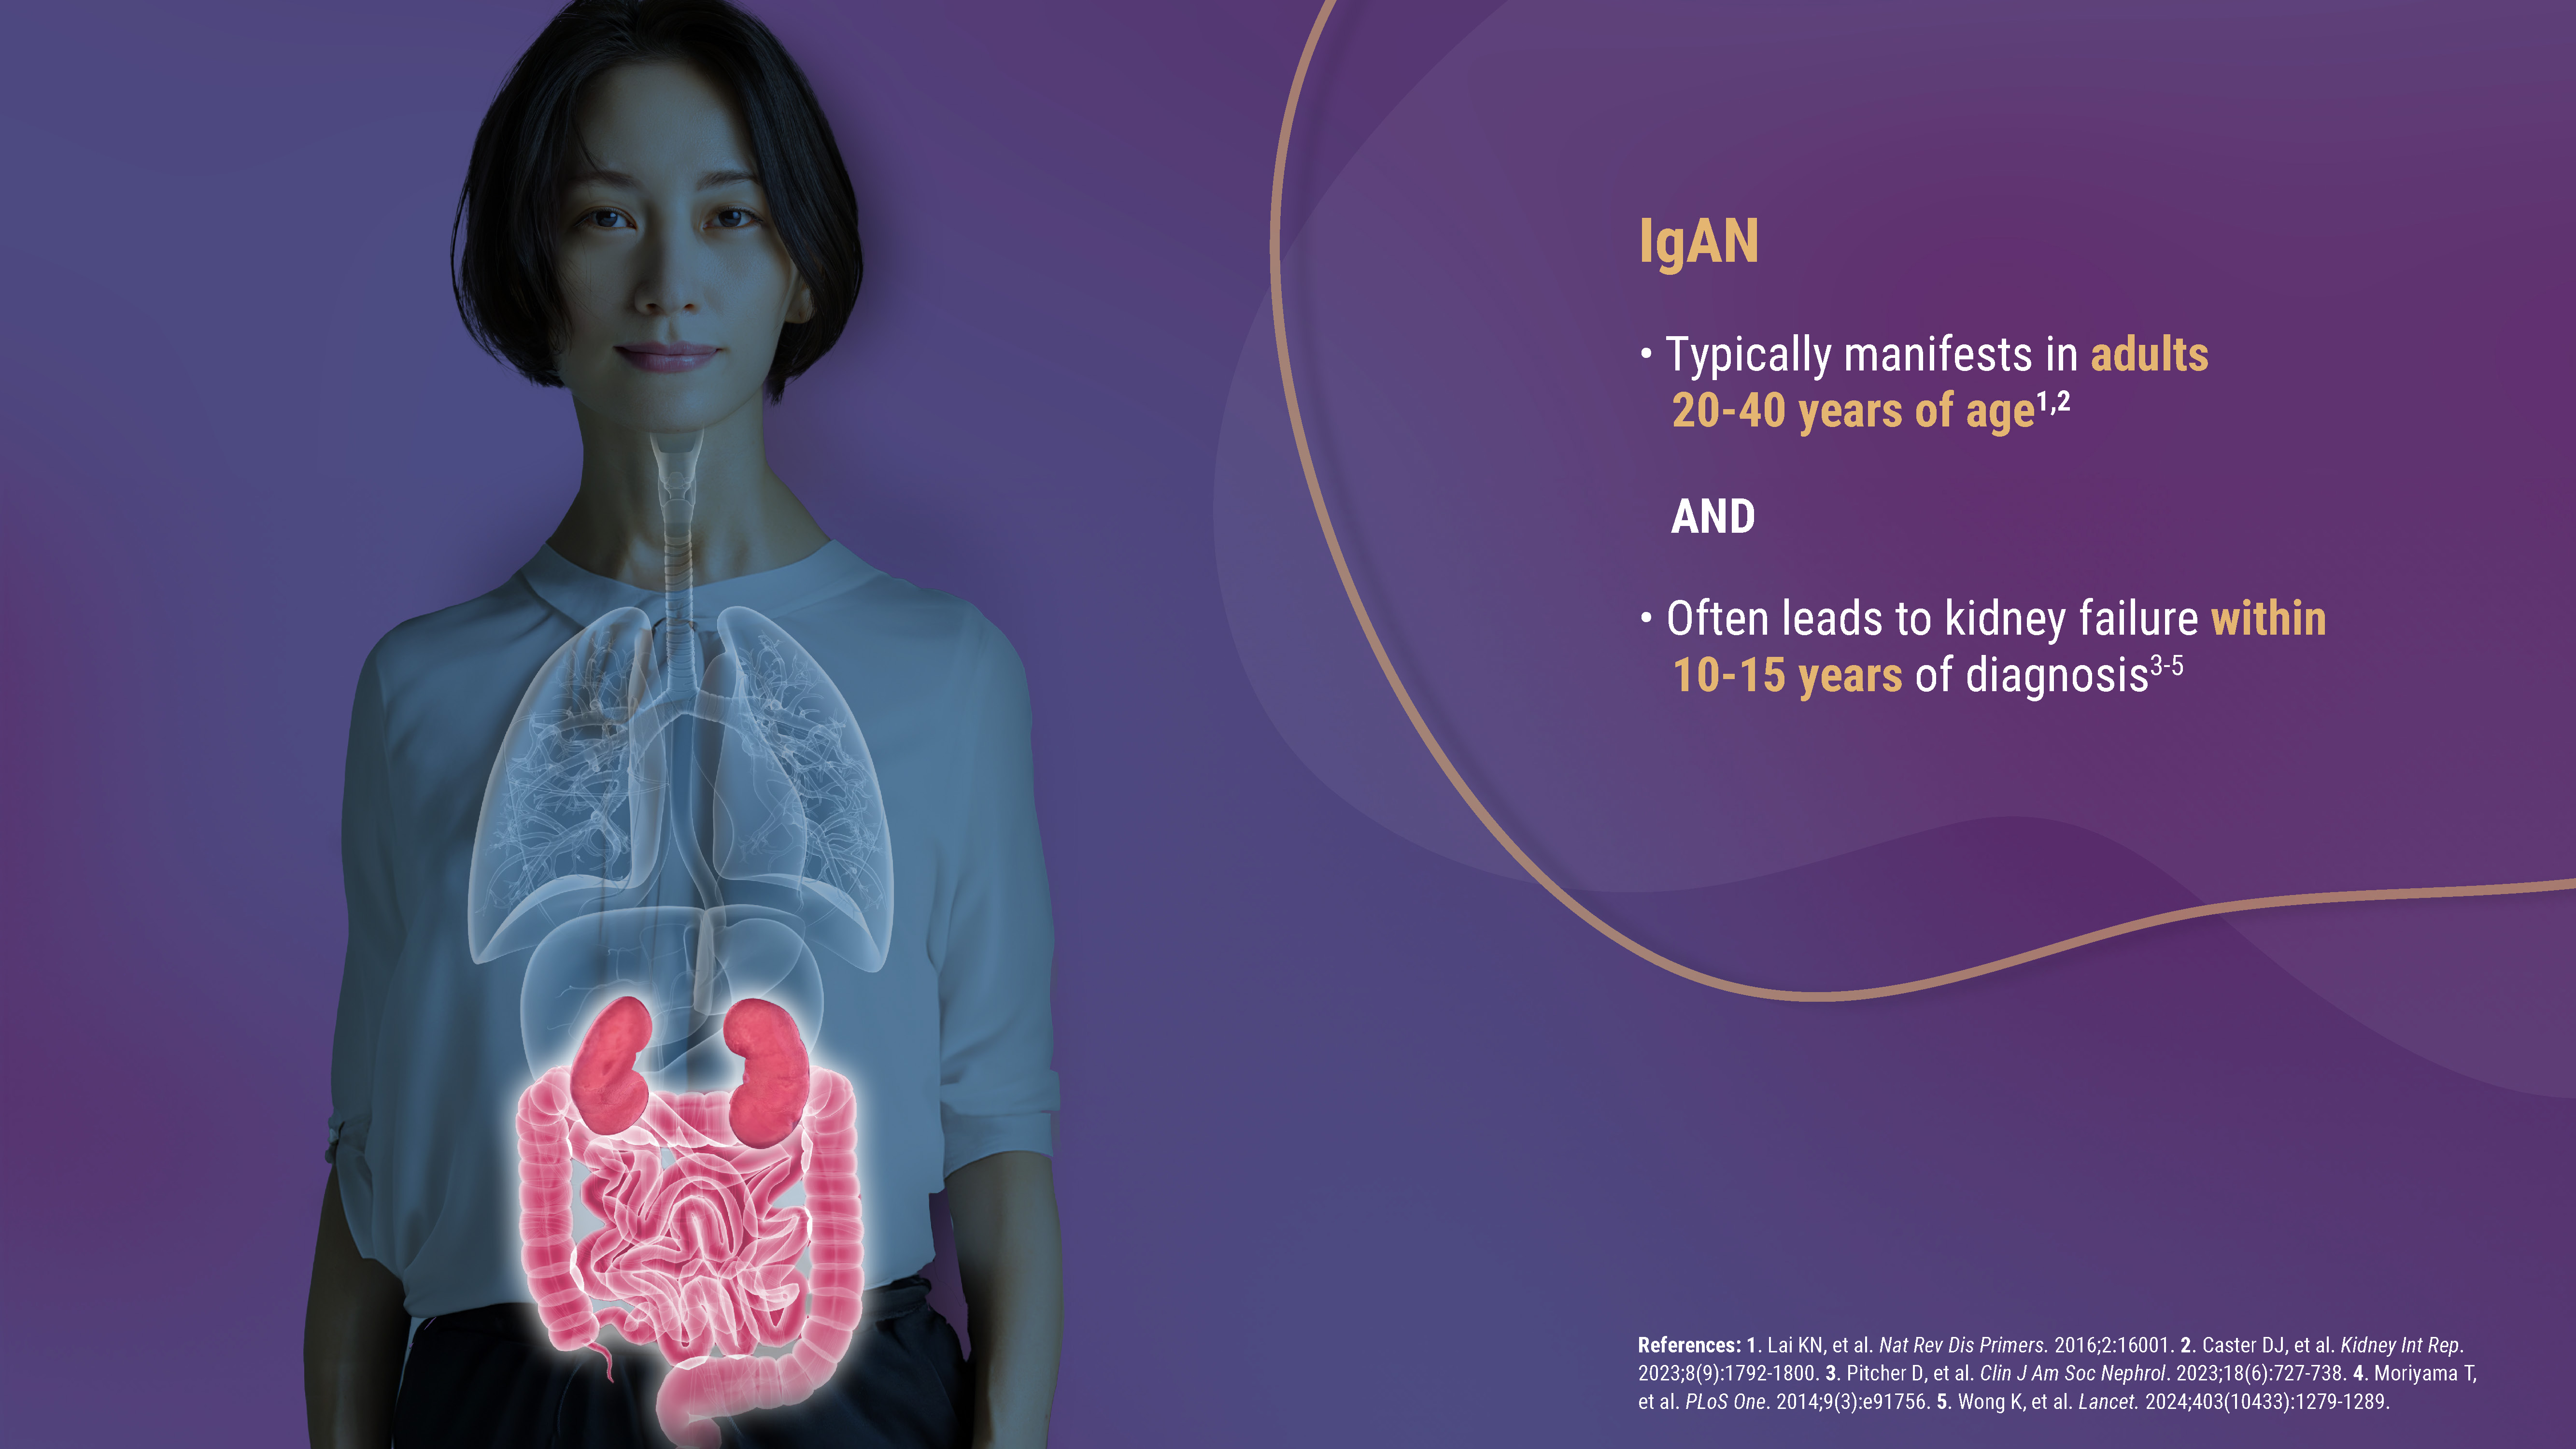 IgAN
• Typically manifests in adults
20-40 years of age1,2
AND
• Often leads to kidney failure within
10-15 years of diagnosis3-5
References: 1. Lai KN, et al. Nat Rev Dis Primers. 2016;2:16001. 2. Caster DJ, et al. Kidney Int Rep.
2023;8(9):1792-1800. 3. Pitcher D, et al. Clin J Am Soc Nephrol. 2023;18(6):727-738. 4. Moriyama T,
et al. PLoS One. 2014;9(3):e91756. 5. Wong K, et al. Lancet. 2024;403(10433):1279-1289.